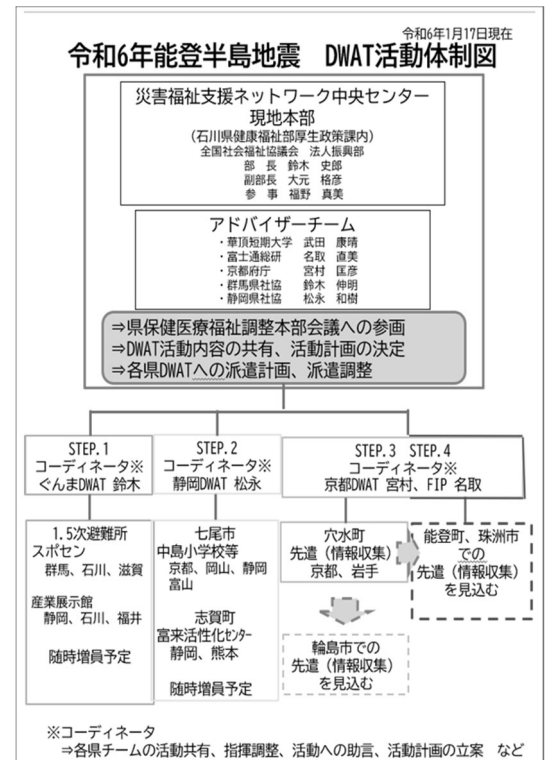 令和6年1月17日現在
令和6年能登半島地震　DWAT活動体制図
災害福祉支援ネットワーク中央センター
現地本部
(石川県健康福祉部厚生政策課内)
全国社会福祉協議会　法人振興部
部　長　鈴木　史郎
副部長　大元　格彦
参　事　福野　真美
アドバイザーチーム
・華頂短期大学　武田　康晴
・富士通総研　名取　直美
・京都府庁　宮村　匡彦
・群馬県社協　鈴木　伸明
・静岡県社協　松永　和樹
⇒県保健医療福祉調整本部会議への参画
⇒DWAT活動内容の共有、活動計画の決定
⇒各県DWATへの派遣計画、派遣調整
STEP.1
コーディネータ※
ぐんまDWAT 鈴木
STEP.2
コーディネータ※
静岡DWAT 松永
STEP.3　STEP.4
コーディネータ※
京都DWAT 宮村、FIP 名取
1.5次避難所
スポセン
群馬、石川、滋賀
産業展示館
静岡、石川、福井
随時増員予定
七尾市
中島小学校等
京都、岡山、静岡
富山
志賀町
富来活性化センター
静岡、熊本
随時増員予定
穴水町
先遣（情報収集）
京都、岩手
能登町、珠洲市
での
先遣（情報収集）
を見込む
輪島市での
先遣（情報収集）
を見込む
※コーディネータ
⇒各県チームの活動共有、指揮調整、活動への助言、活動計画の立案　など